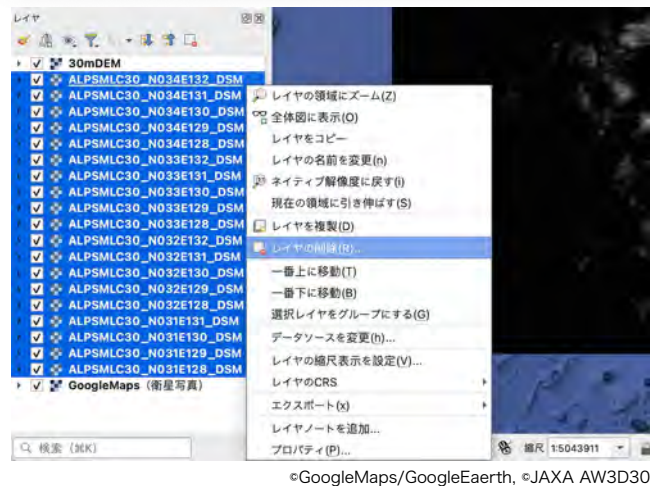 レイヤ
30mDEM
ALPSMLC30_N034E132_DSM
ALPSMLC30_N034E131_DSM
ALPSMLC30_N034E130_DSM
ALPSMLC30_N034E129_DSM
ALPSMLC30_N034E128_DSM
ALPSMLC30_N033E132_DSM
ALPSMLC30_N033E131_DSM
ALPSMLC30_N033E130_DSM
ALPSMLC30_N033E129_DSM
ALPSMLC30_N033E128_DSM
ALPSMLC30_N032E132_DSM
ALPSMLC30_N032E131_DSM
ALPSMLC30_N032E130_DSM
ALPSMLC30_N032E129_DSM
ALPSMLC30_N032E128_DSM
ALPSMLC30_N031E131_DSM
ALPSMLC30_N031E130_DSM
ALPSMLC30_N031E129_DSM
ALPSMLC30_N031E128_DSM
GoogleMaps（衛星写真）
レイヤの領域にズーム(Z)
全体図に表示(O)
レイヤをコピー
レイヤの名前を変更(n)
ネイティブ解像度に戻す(i)
現在の領域に引き伸ばす(S)
レイヤを複製(D)
レイヤの削除(R)...
一番上に移動(T)
一番下に移動(B)
選択レイヤをグループにする(G)
データソースを変更(h)...
レイヤの縮尺表示を設定(V)...
レイヤのCRS
エクスポート(x)
レイヤノートを追加...
プロパティ(P)...
検索 (⌘K)
縮尺 1:5043911
©GoogleMaps/GoogleEaerth, ©JAXA AW3D30